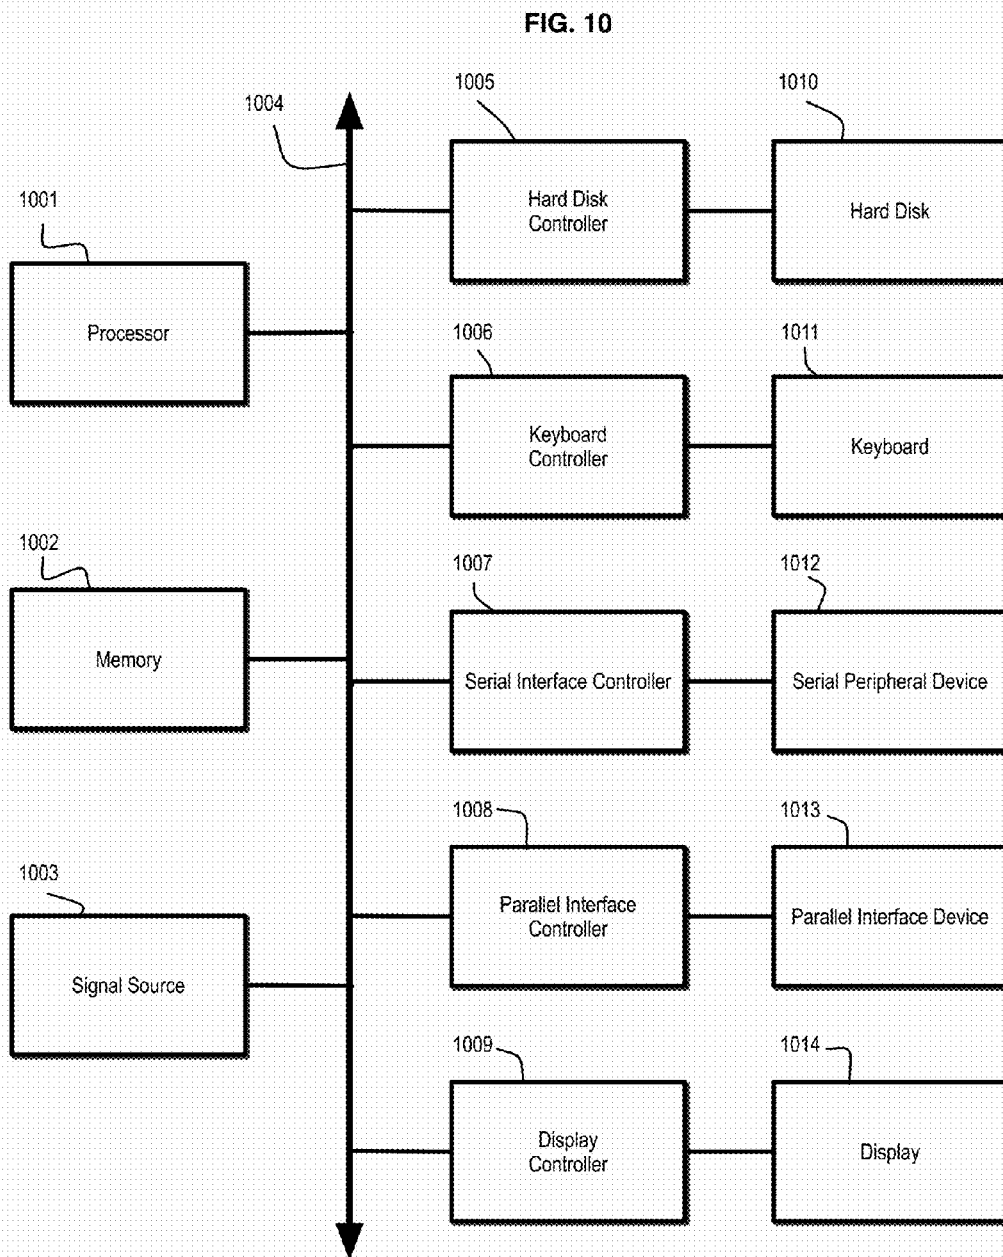 FIG. 10
1004
1005
1010
Hard Disk
Controller
Hard Disk
1001
Processor
1006
1011
Keyboard
Controller
Keyboard
1002
Memory
1007
1012
Serial Interface Controller
Serial Peripheral Device
1008
1013
Parallel Interface
Controller
Parallel Interface Device
1003
Signal Source
1009
1014
Display
Controller
Display